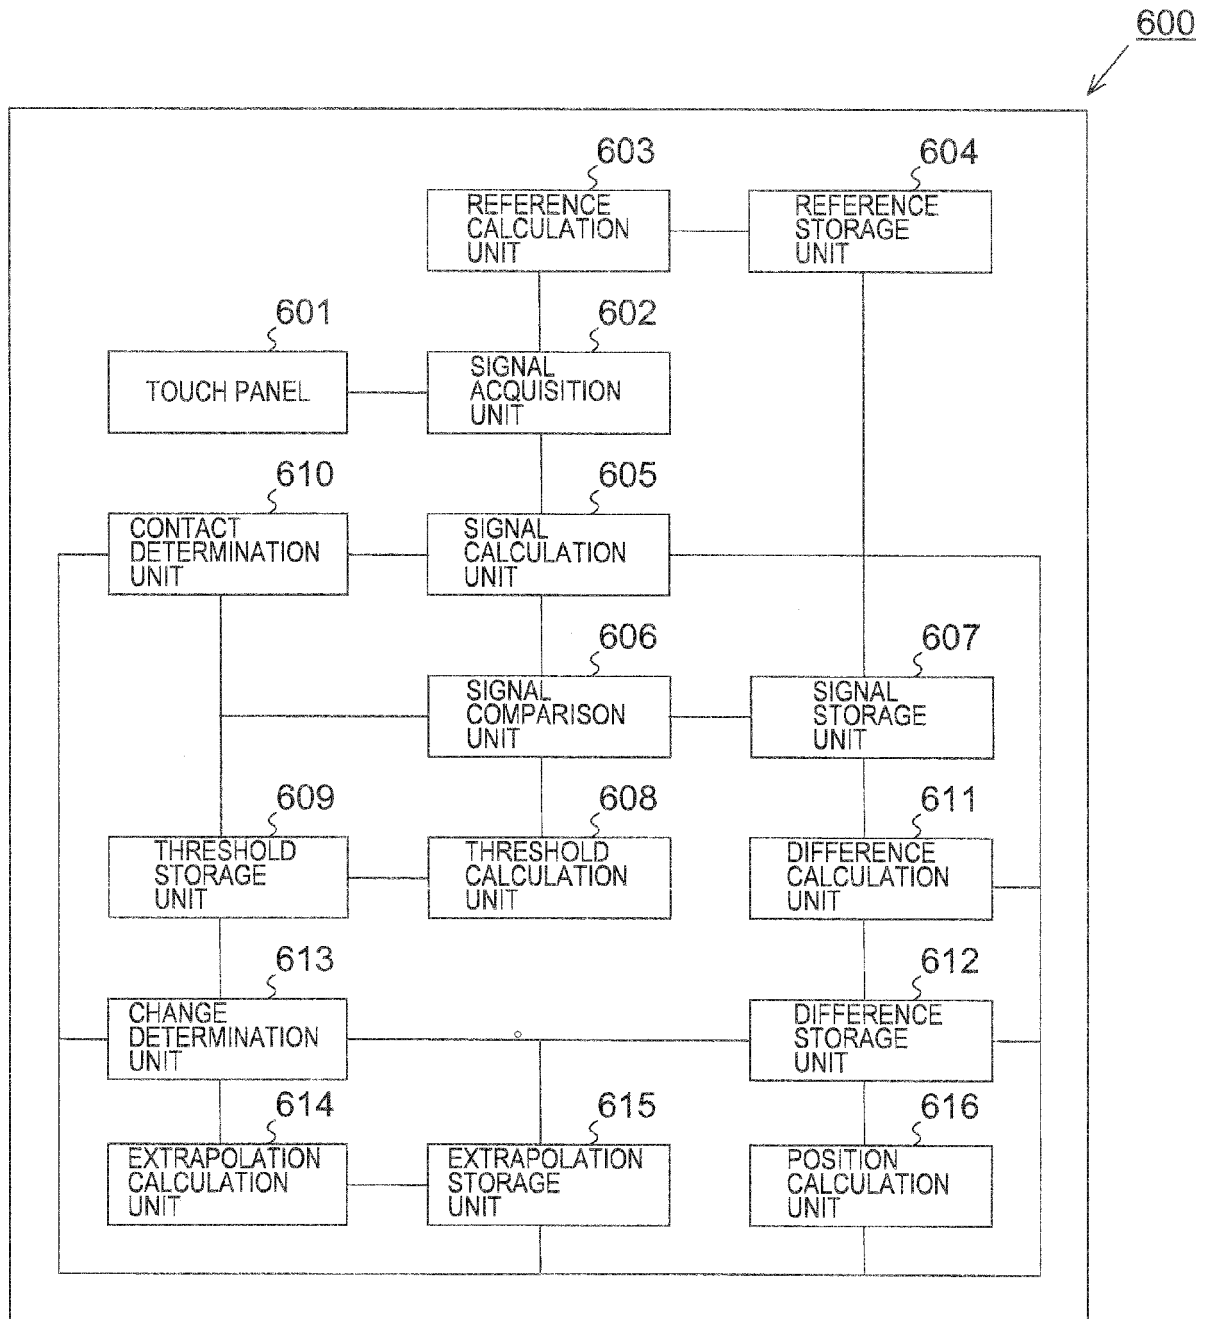 600
603
REFERENCE
CALCULATION
UNIT
604
REFERENCE
STORAGE
UNIT
601
TOUCH PANEL
602
SIGNAL
ACQUISITION
UNIT
610
CONTACT
DETERMINATION
UNIT
605
SIGNAL
CALCULATION
UNIT
606
SIGNAL
COMPARISON
UNIT
607
SIGNAL
STORAGE
UNIT
609
THRESHOLD
STORAGE
UNIT
608
THRESHOLD
CALCULATION
UNIT
611
DIFFERENCE
CALCULATION
UNIT
613
CHANGE
DETERMINATION
UNIT
612
DIFFERENCE
STORAGE
UNIT
614
EXTRAPOLATION
CALCULATION
UNIT
615
EXTRAPOLATION
STORAGE
UNIT
616
POSITION
CALCULATION
UNIT